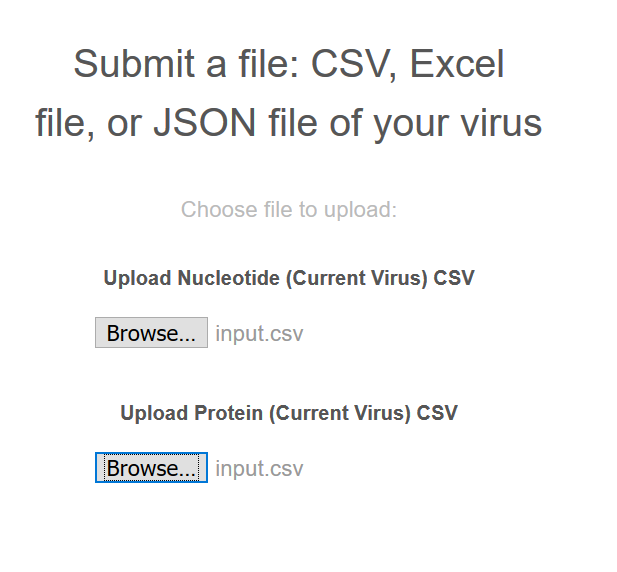 Submit a file: CSV, Excel
file, or JSON file of your virus
Choose file to upload:
Upload Nucleotide (Current Virus) CSV
Browse... input.csv
Upload Protein (Current Virus) CSV
Browse... input.csv